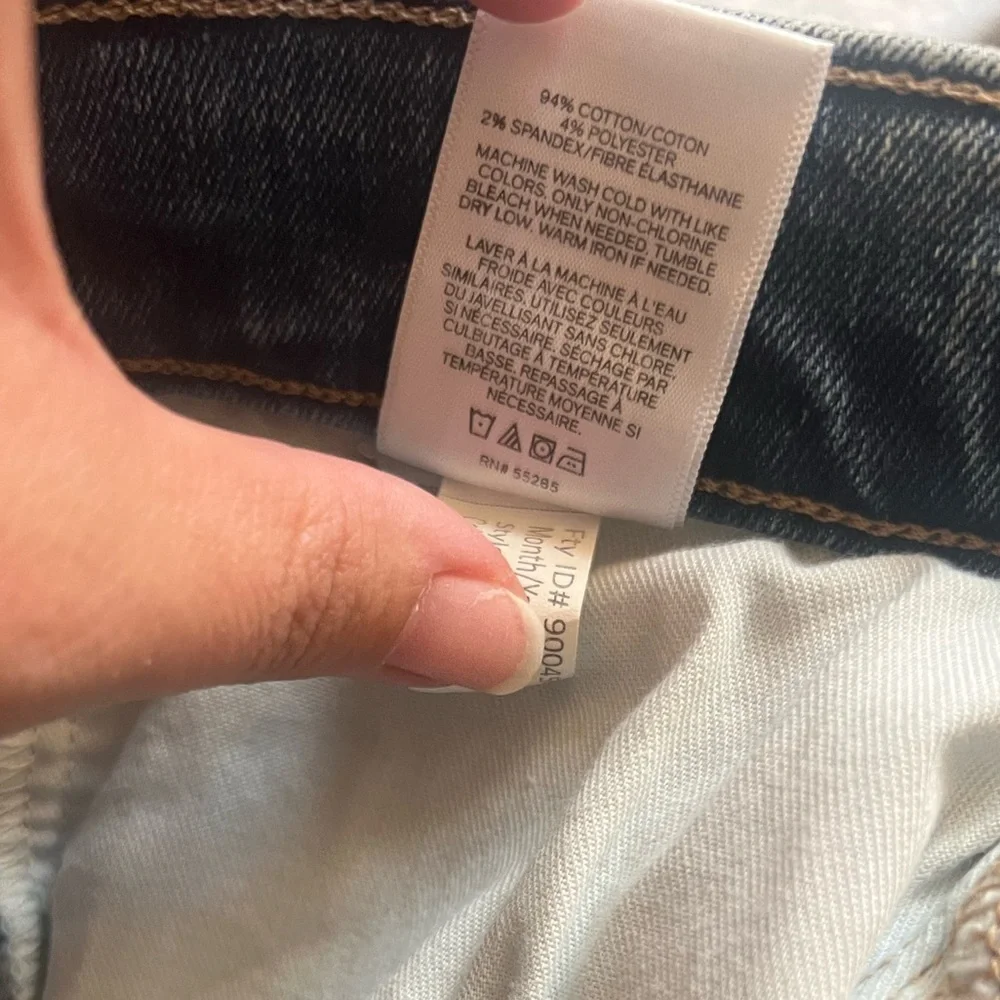 94% COTTON/COTON
4% POLYESTER
2% SPANDEX/FIBRE ELASTHANNE
MACHINE WASH COLD WITH LIKE
COLORS. ONLY NON-CHLORINE
BLEACH WHEN NEEDED. TUMBLE
DRY LOW. WARM IRON IF NEEDED.
LAVER À LA MACHINE À L'EAU
FROIDE AVEC COULEURS
SIMILAIRES. UTILISEZ SEULEMENT
DU JAVELLISANT SANS CHLORE,
SI NÉCESSAIRE. SÉCHAGE PAR
CULBUTAGE À TEMPÉRATURE
BASSE. REPASSAGE À
TEMPÉRATURE MOYENNE SI
NÉCESSAIRE.
RN# 55285
Fty ID# 9004
Month/Y
Styl